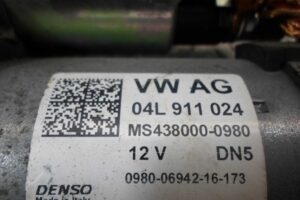 VW AG
04L 911 024
MS438000-0980
12 V DN5
0980-06942-16-173
DENSO
Made in Italy